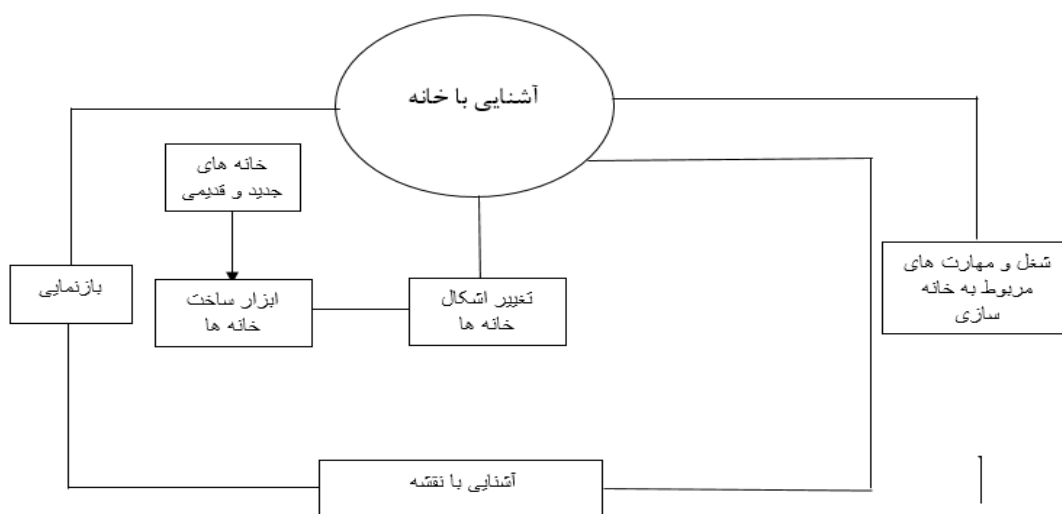 آشنایی با خانه
خانه های
جدید و قدیمی
شغل و مهارت های
مربوط به خانه
سازی
تغییر اشکال
خانه ها
ابزار ساخت
خانه ها
بازنمایی
آشنایی با نقشه